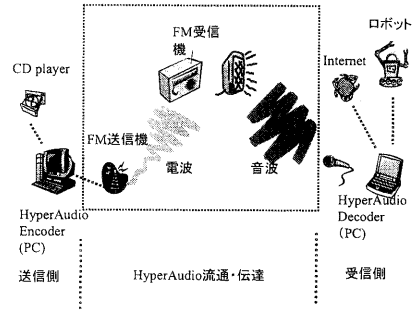 ロボット
FM受信
機
Internet
CD player
FM送信機
電波
音波
HyperAudio
Encoder
(PC)
HyperAudio
Decoder
(PC)
送信側
HyperAudio流通・伝達
受信側